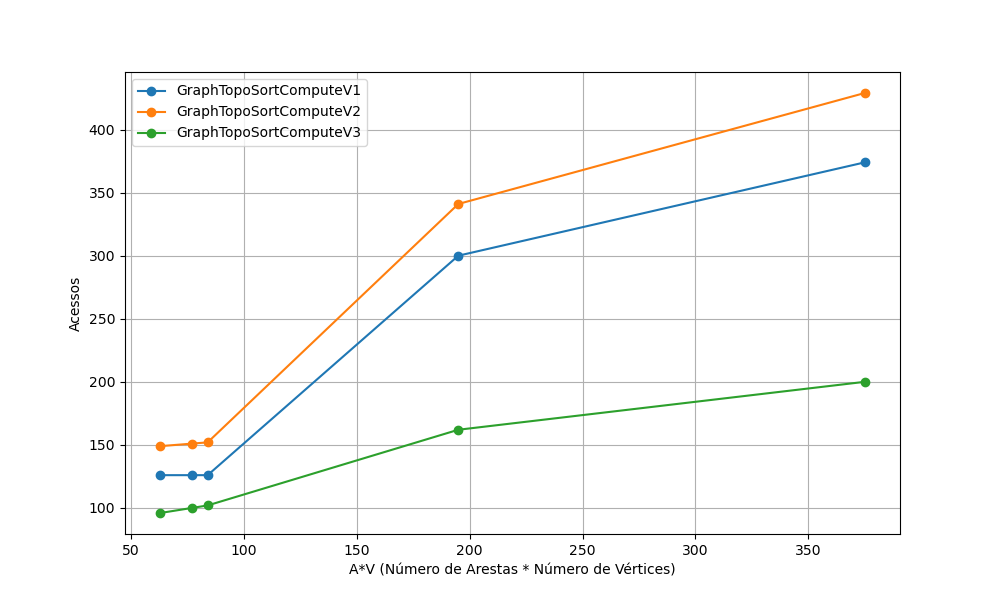 GraphTopoSortComputeV1
GraphTopoSortComputeV2
GraphTopoSortComputeV3
400
350
300
250
200
150
100
Acessos
50 100 150 200 250 300 350
A*V (Número de Arestas * Número de Vértices)